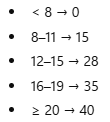 • < 8 → 0
• 8–11 → 15
• 12–15 → 28
• 16–19 → 35
• ≥ 20 → 40